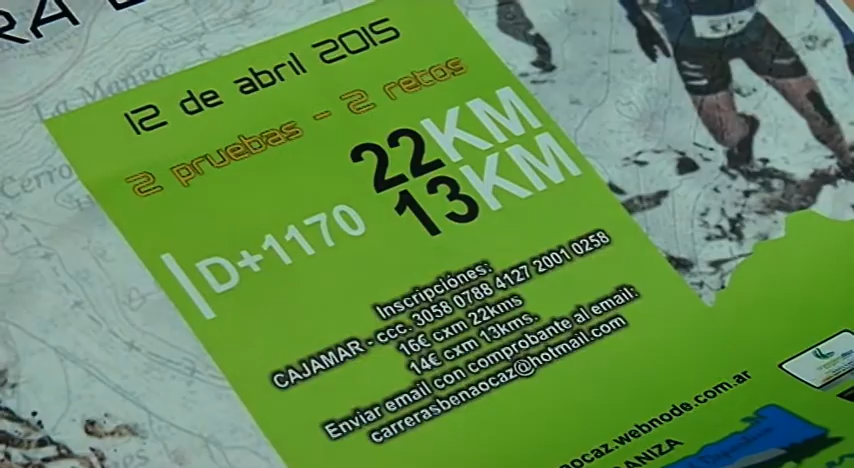 La Manga
12 de abril 2015
2 pruebas - 2 retos
22KM
13KM
D+1170
Cerro
Inscripciónes:
CAJAMAR - ccc. 3058 0788 4127 2001 0258
16€ cxm 22kms
14€ cxm 13kms.
Enviar email con comprobante al email:
carrerasbenaocaz@hotmail.com
naocaz.webnode.com.ar
ANIZA